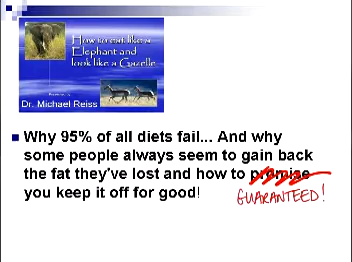 How to eat like a
Elephant and
look like a Gazelle
Dr. Michael Reiss
Why 95% of all diets fail... And why
some people always seem to gain back
the fat they've lost and how to promise
you keep it off for good!
GUARANTEED!